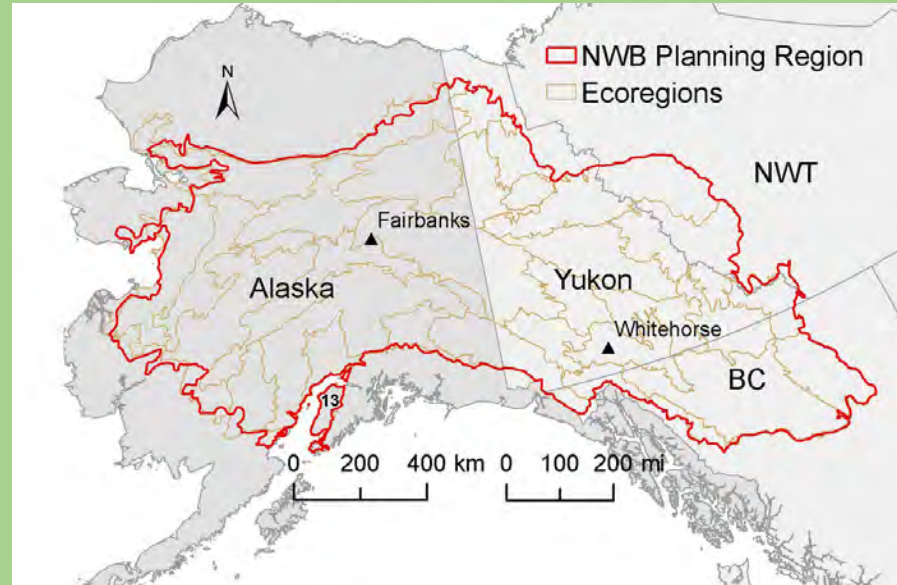 N
NWB Planning Region
Ecoregions
NWT
Fairbanks
Alaska
Yukon
Whitehorse
BC
13
0 200 400 km 0 100 200 mi